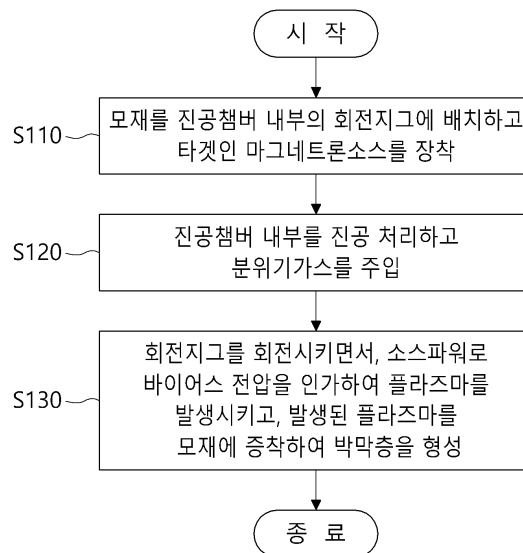 시 작
S110
모재를 진공챔버 내부의 회전지그에 배치하고
타겟인 마그네트론소스를 장착
S120
진공챔버 내부를 진공 처리하고
분위기가스를 주입
S130
회전지그를 회전시키면서, 소스파워로
바이어스 전압을 인가하여 플라즈마를
발생시키고, 발생된 플라즈마를
모재에 증착하여 박막층을 형성
종 료